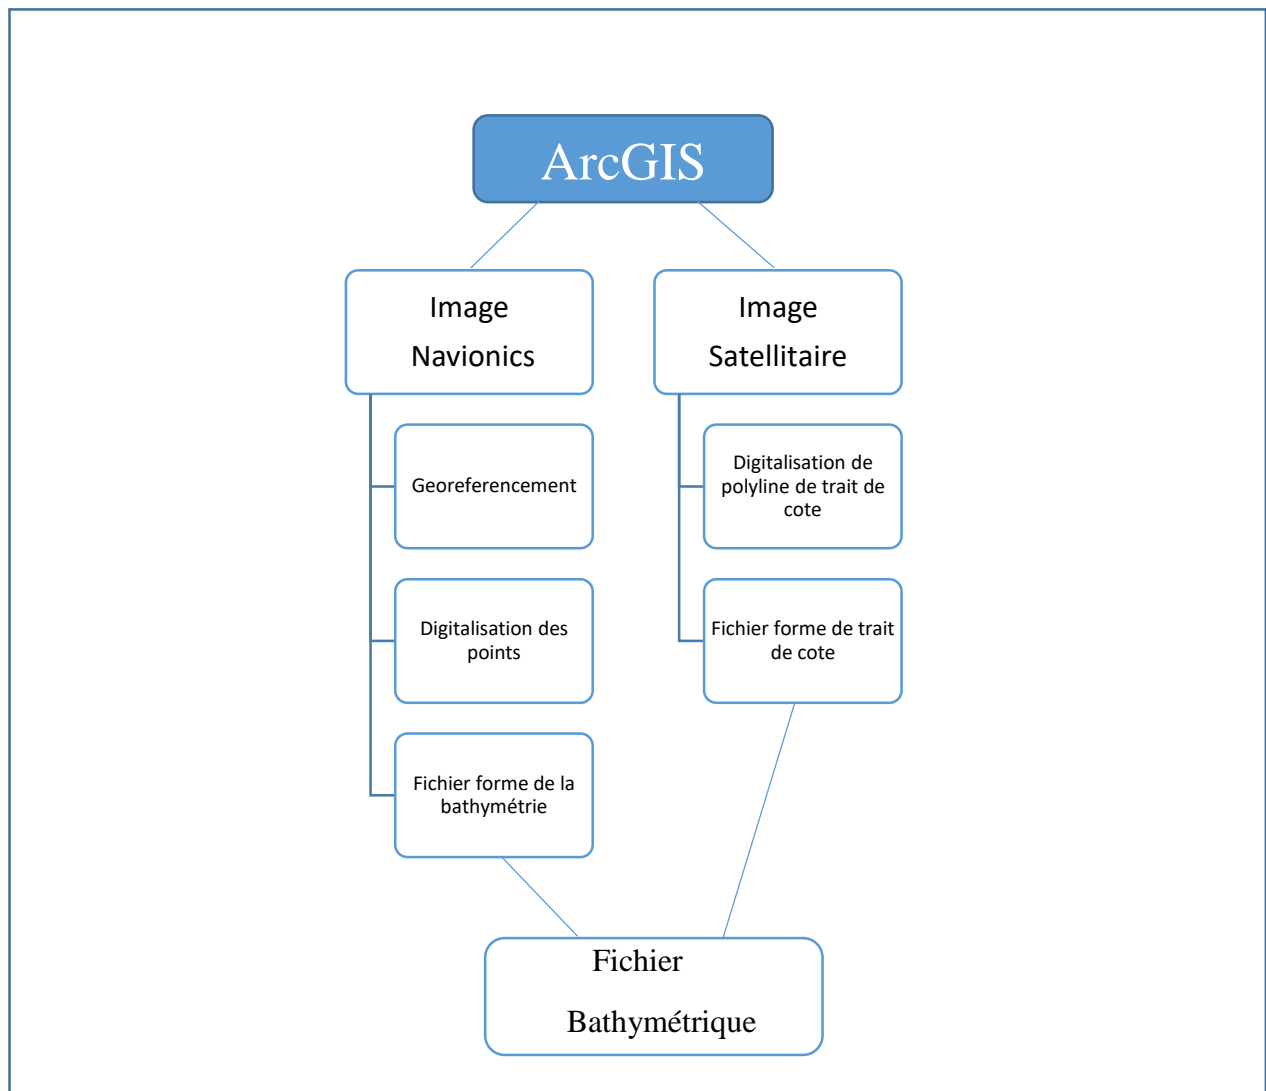 ArcGIS
Image
Navionics
Georeferencement
Digitalisation des
points
Fichier forme de la
bathymétrie
Image
Satellitaire
Digitalisation de
polyline de trait de
cote
Fichier forme de trait
de cote
Fichier
Bathymétrique